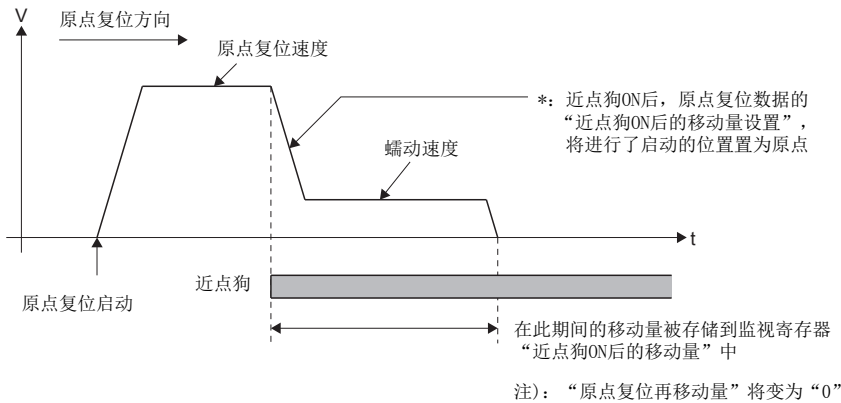 V
原点复位方向
原点复位速度
*: 近点狗ON后，原点复位数据的
“近点狗ON后的移动量设置”，
将进行了启动的位置置为原点
蠕动速度
t
近点狗
原点复位启动
在此期间的移动量被存储到监视寄存器
“近点狗ON后的移动量”中
注): “原点复位再移动量”将变为“0”